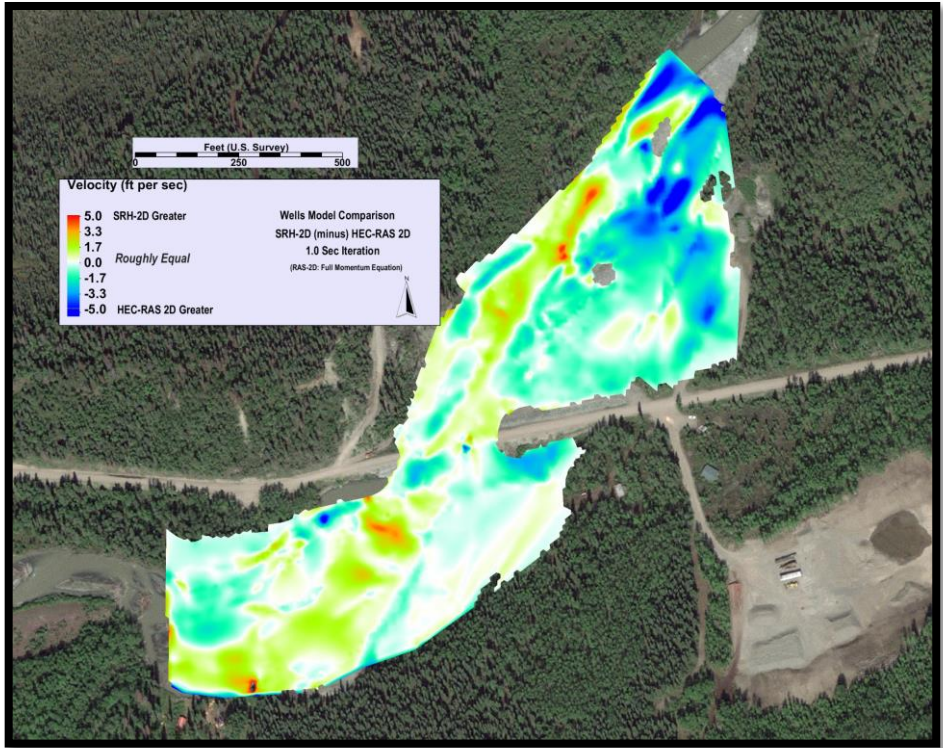 Feet (U.S. Survey)
0 250 500
Velocity (ft per sec)
5.0 SRH-2D Greater
3.3
1.7
0.0 Roughly Equal
-1.7
-3.3
-5.0 HEC-RAS 2D Greater
Wells Model Comparison
SRH-2D (minus) HEC-RAS 2D
1.0 Sec Iteration
(RAS-2D: Full Momentum Equation)
N